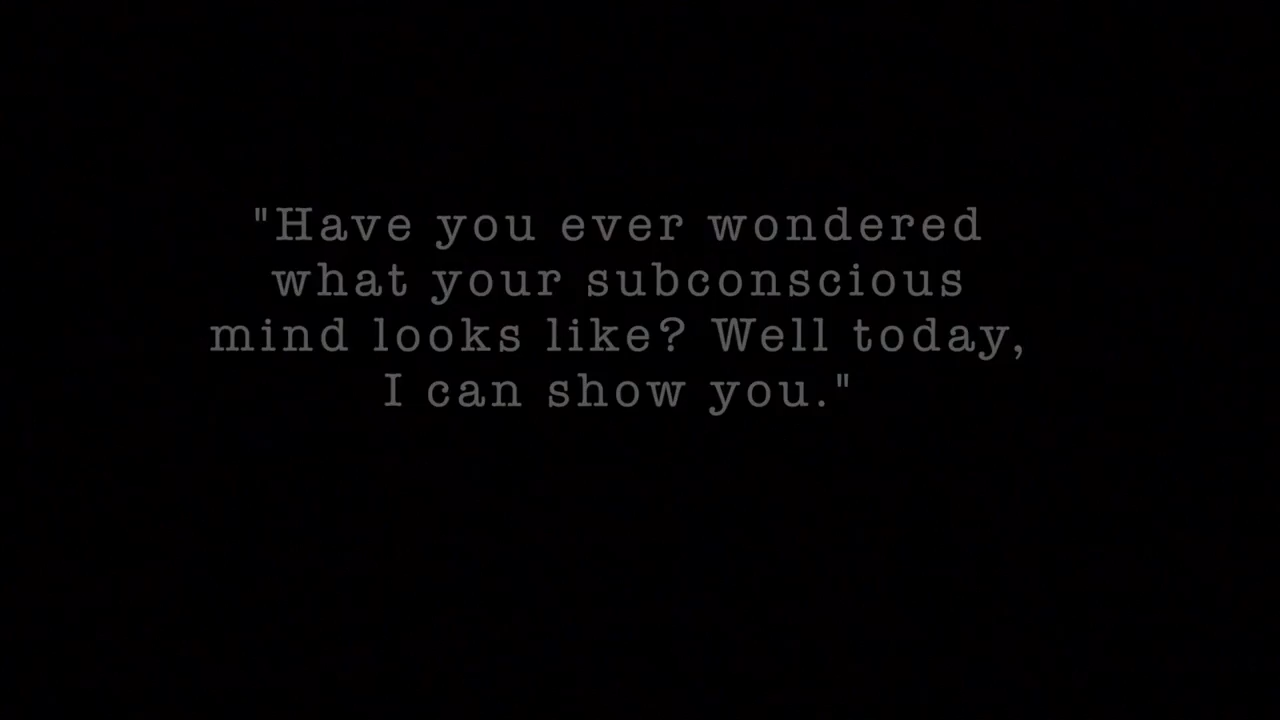 "Have you ever wondered
what your subconscious
mind looks like? Well today,
I can show you."